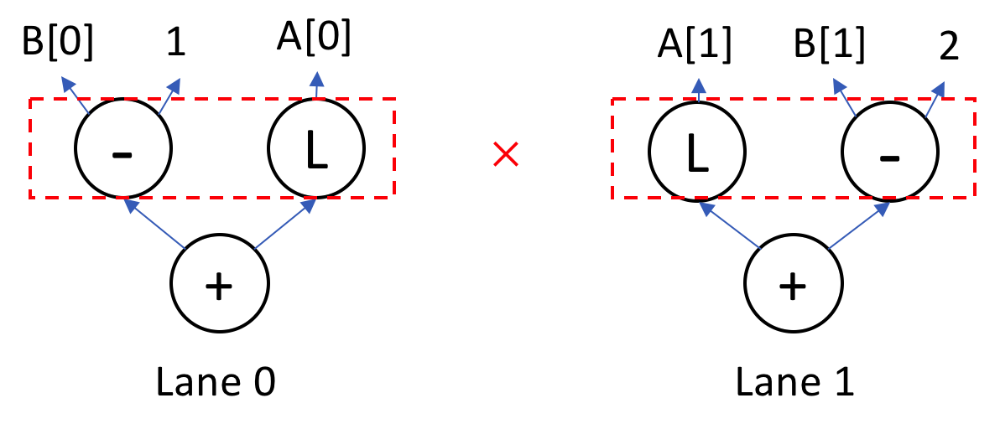 B[0] 1 A[0] A[1] B[1] 2
- L × L -
+ +
Lane 0 Lane 1